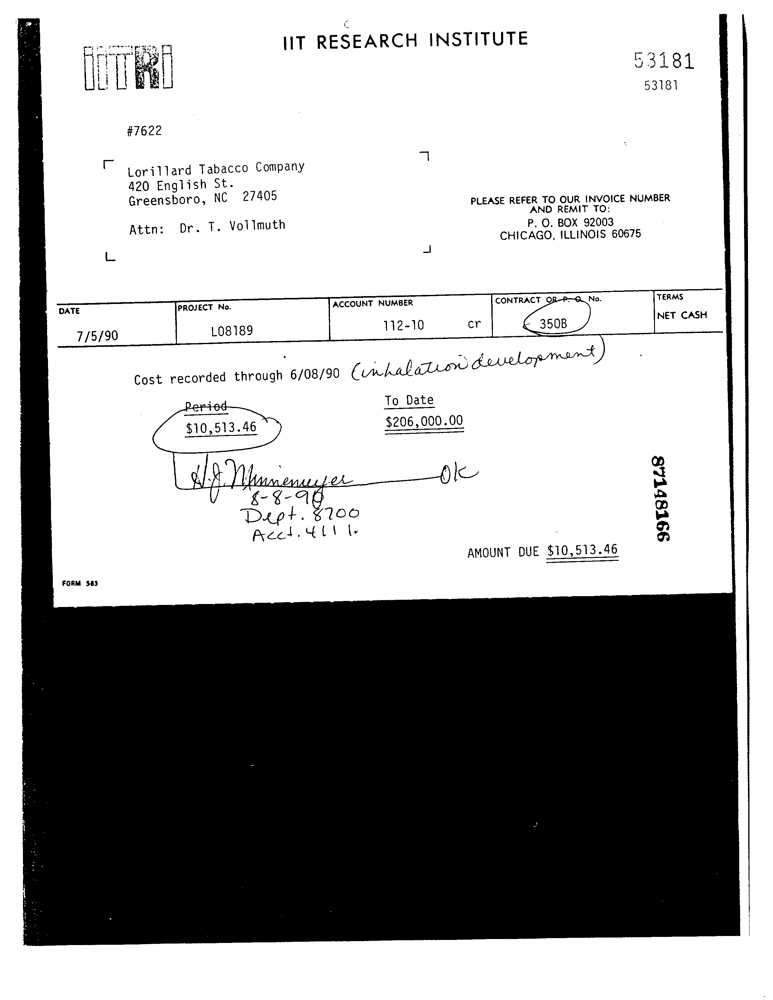 IIT RESEARCH INSTITUTE
IITRI
53181
53181
#7622
Lorillard Tabacco Company
420 English St.
Greensboro, NC 27405
Attn: Dr. T. Vollmuth
PLEASE REFER TO OUR INVOICE NUMBER
AND REMIT TO:
P. O. BOX 92003
CHICAGO, ILLINOIS 60675
DATE PROJECT No. ACCOUNT NUMBER CONTRACT OR P. O. No. TERMS
7/5/90 L08189 112-10 cr 350B NET CASH
Cost recorded through 6/08/90 (inhalation development)
Period To Date
$10,513.46 $206,000.00
H.J. Minnemeyer OK
8-8-90
Dept. 8700
Acct. 4111.
87148166
AMOUNT DUE $10,513.46
FORM 583